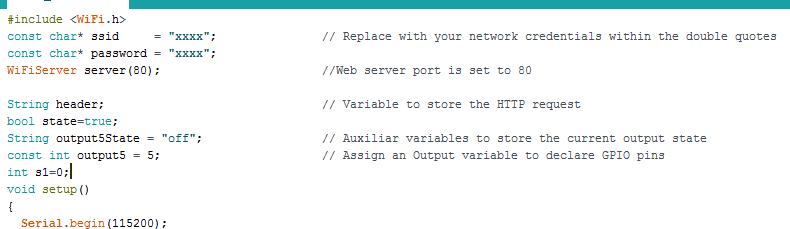 #include <WiFi.h>
const char* ssid     = "xxxx";               // Replace with your network credentials within the double quotes
const char* password = "xxxx";
WiFiServer server(80);                       //Web server port is set to 80
String header;                               // Variable to store the HTTP request
bool state=true;
String output5State = "off";                 // Auxiliar variables to store the current output state
const int output5 = 5;                       // Assign an Output variable to declare GPIO pins
int s1=0;
void setup()
{
  Serial.begin(115200);